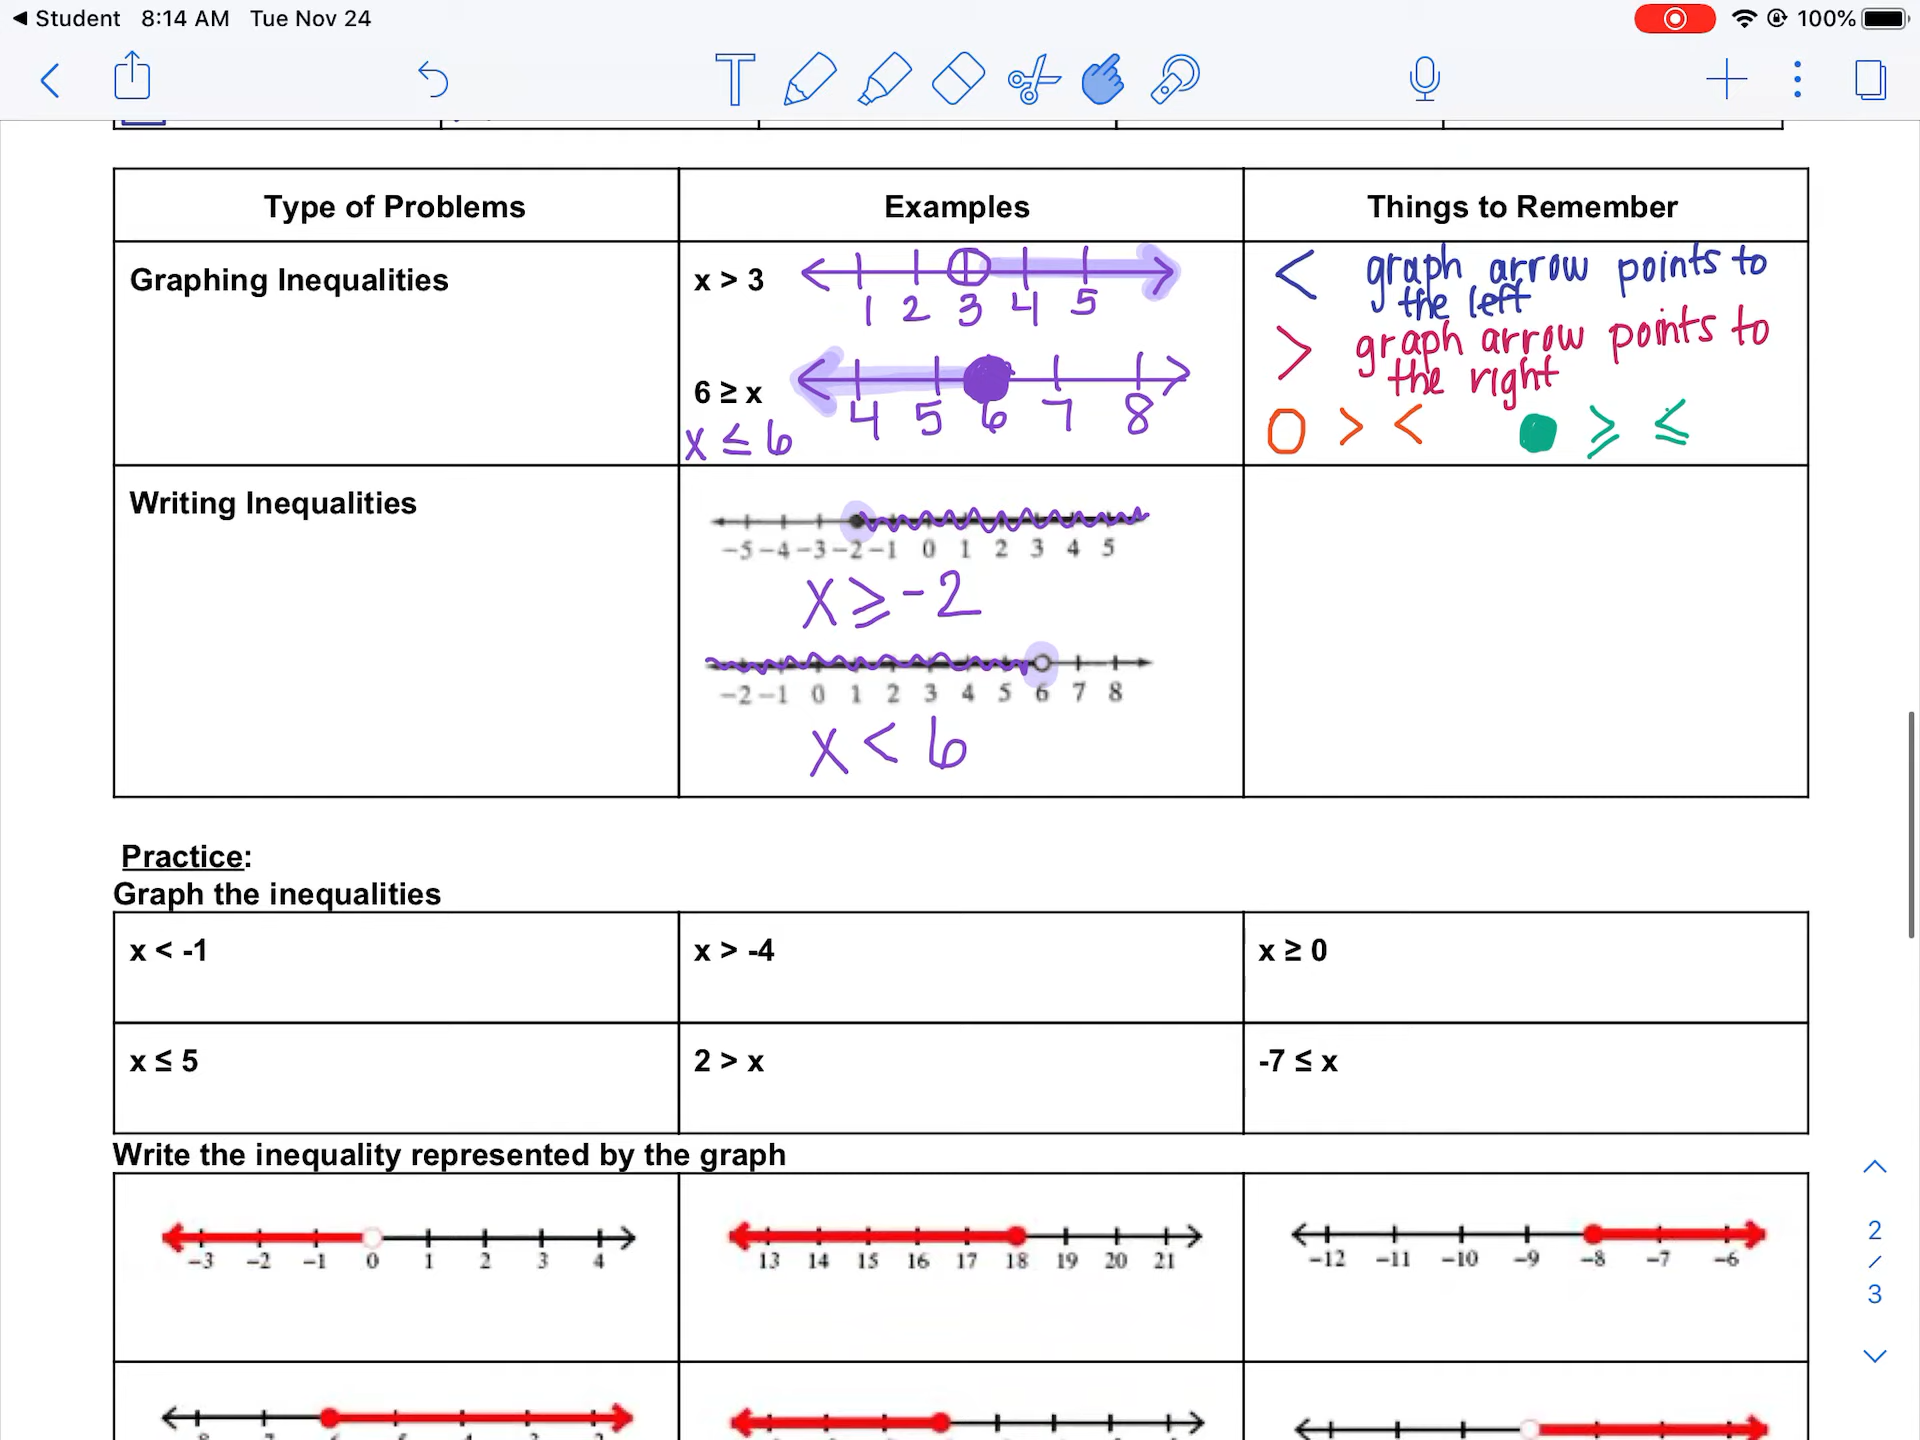 Student 8:14 AM Tue Nov 24 100%
Type of Problems Examples Things to Remember
Graphing Inequalities
x > 3
1 2 3 4 5
6 ≥ x
4 5 6 7 8
x ≤ 6
< graph arrow points to
the left
> graph arrow points to
the right
O > < ● ≥ ≤
Writing Inequalities
−5 −4 −3 −2 −1 0 1 2 3 4 5
x ≥ -2
−2 −1 0 1 2 3 4 5 6 7 8
x < 6
Practice:
Graph the inequalities
x < -1 x > -4 x ≥ 0
x ≤ 5 2 > x -7 ≤ x
Write the inequality represented by the graph
−3 −2 −1 0 1 2 3 4
13 14 15 16 17 18 19 20 21
−12 −11 −10 −9 −8 −7 −6
2
/
3